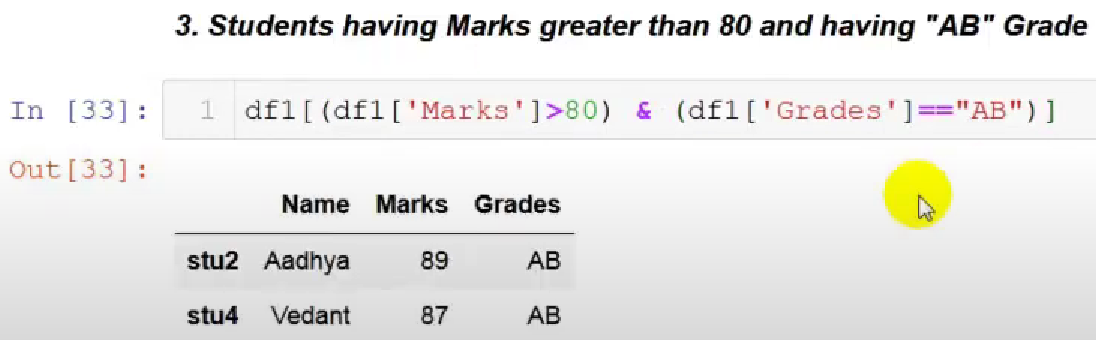 3. Students having Marks greater than 80 and having "AB" Grade
In [33]: 1 df1[(df1['Marks']>80) & (df1['Grades']=="AB")]
Out[33]:
Name Marks Grades
stu2 Aadhya 89 AB
stu4 Vedant 87 AB